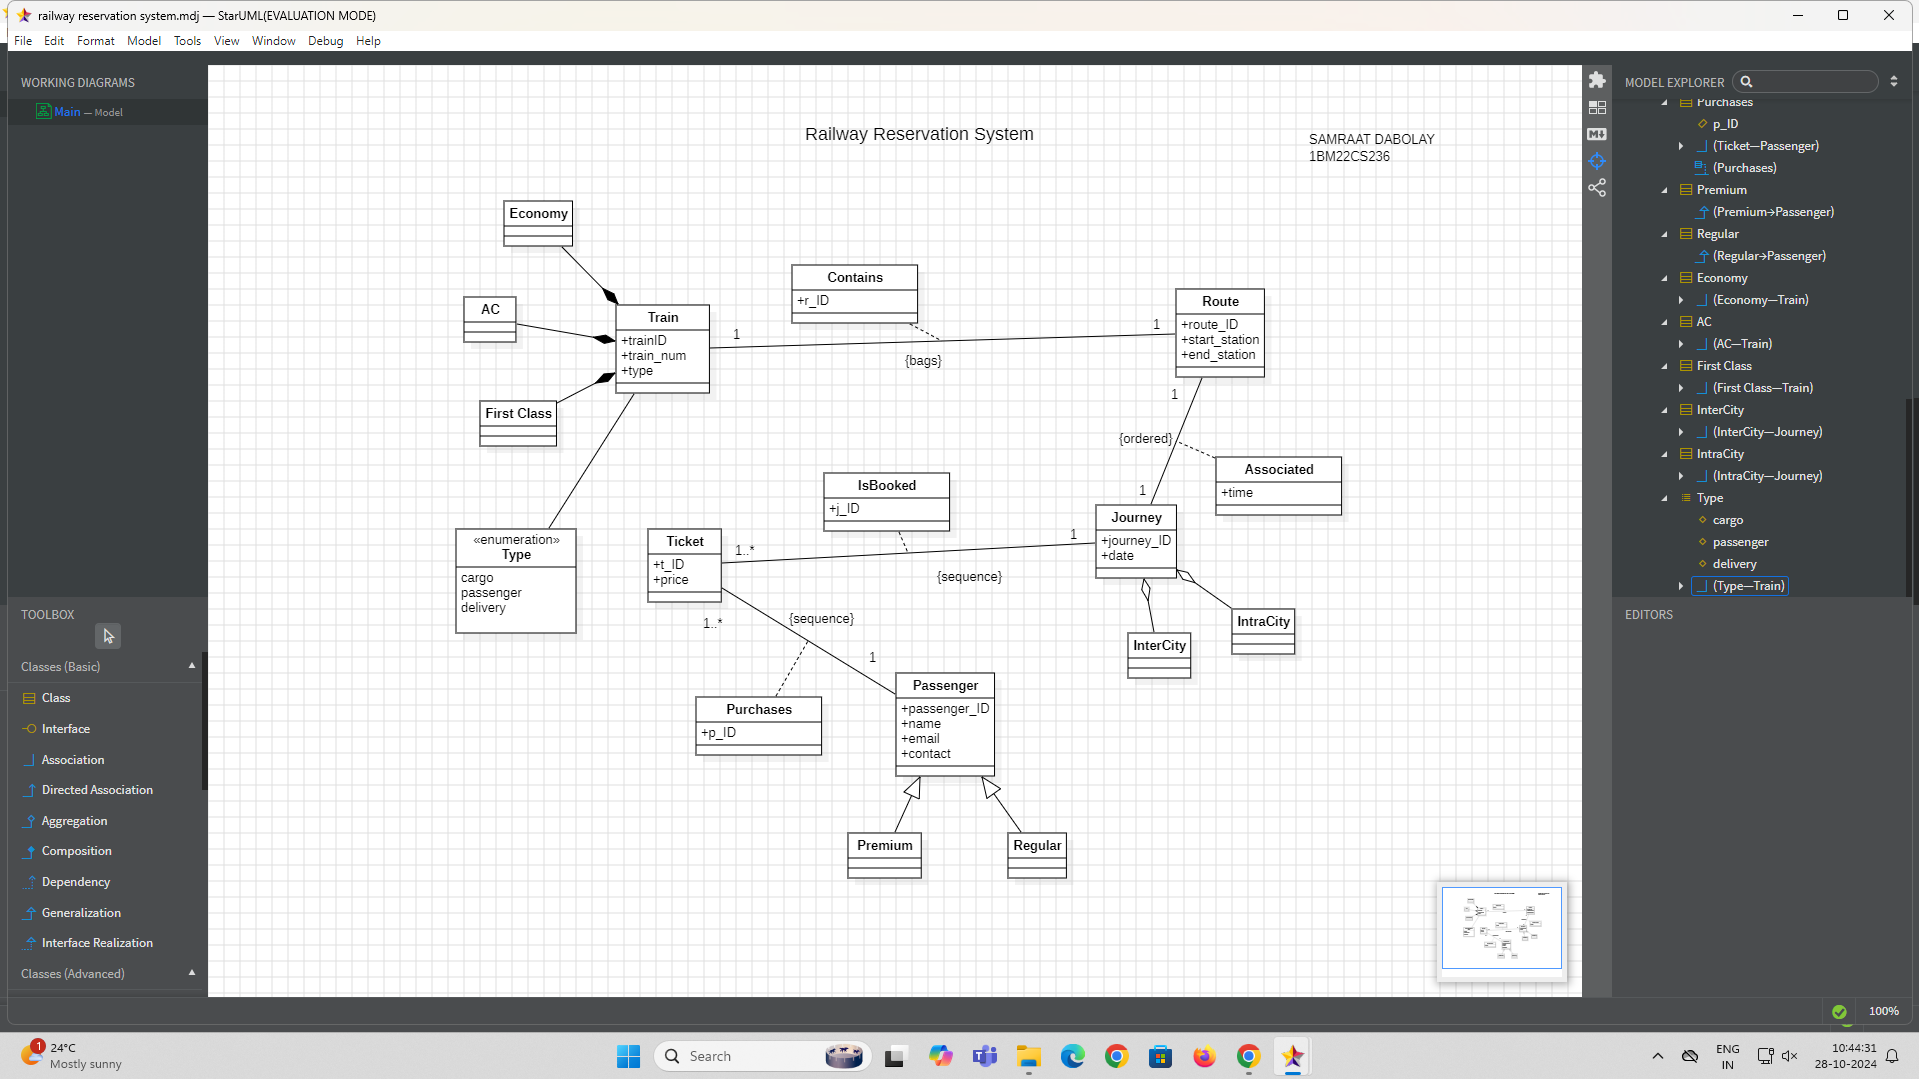 railway reservation system.mdj — StarUML(EVALUATION MODE)
File Edit Format Model Tools View Window Debug Help
WORKING DIAGRAMS
Main — Model
TOOLBOX
Classes (Basic)
Class
Interface
Association
Directed Association
Aggregation
Composition
Dependency
Generalization
Interface Realization
Classes (Advanced)
Railway Reservation System
SAMRAAT DABOLAY
1BM22CS236
Economy
AC
First Class
Train
+trainID
+train_num
+type
Contains
+r_ID
1
1
{bags}
Route
+route_ID
+start_station
+end_station
1
{ordered}
1
Associated
+time
IsBooked
+j_ID
Journey
+journey_ID
+date
«enumeration»
Type
cargo
passenger
delivery
Ticket
+t_ID
+price
1..*
1
{sequence}
1..*
{sequence}
1
InterCity
IntraCity
Purchases
+p_ID
Passenger
+passenger_ID
+name
+email
+contact
Premium
Regular
MODEL EXPLORER
Purchases
p_ID
(Ticket—Passenger)
(Purchases)
Premium
(Premium→Passenger)
Regular
(Regular→Passenger)
Economy
(Economy—Train)
AC
(AC—Train)
First Class
(First Class—Train)
InterCity
(InterCity—Journey)
IntraCity
(IntraCity—Journey)
Type
cargo
passenger
delivery
(Type—Train)
EDITORS
100%
1
24°C
Mostly sunny
Search
ENG
IN
10:44:31
28-10-2024